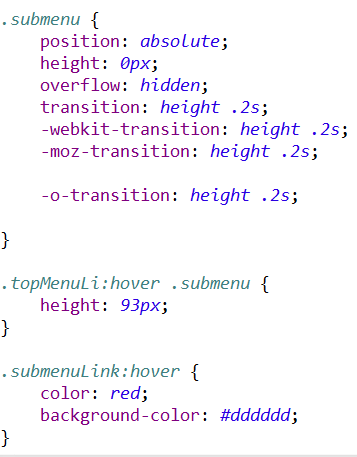 .submenu {
position: absolute;
height: 0px;
overflow: hidden;
transition: height .2s;
-webkit-transition: height .2s;
-moz-transition: height .2s;
-o-transition: height .2s;
}
.topMenuLi:hover .submenu {
height: 93px;
}
.submenuLink:hover {
color: red;
background-color: #dddddd;
}